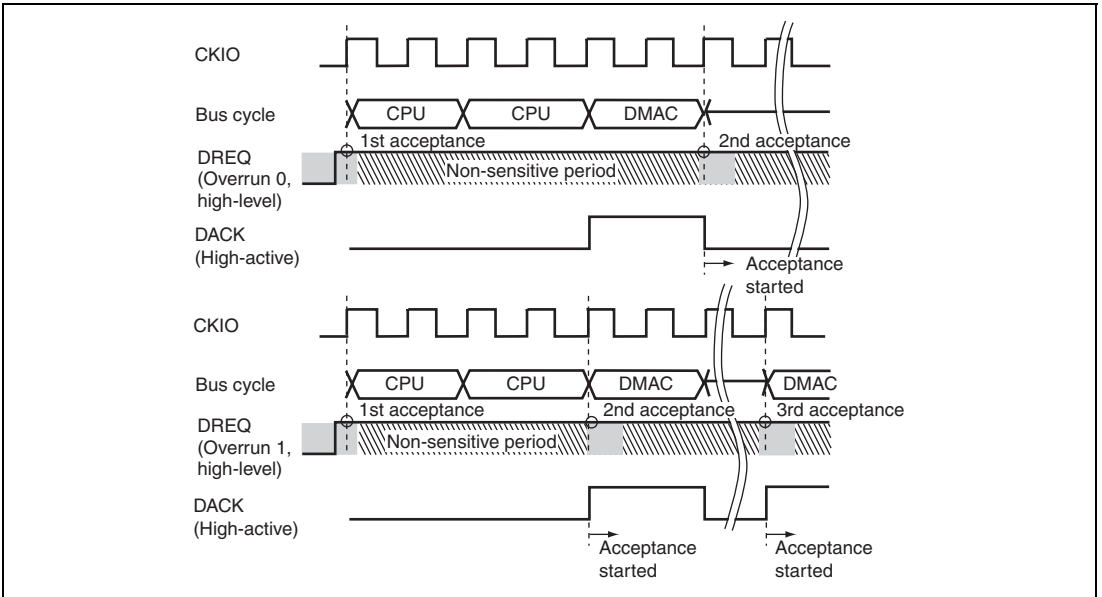 CKIO
Bus cycle
CPU
CPU
DMAC
1st acceptance
2nd acceptance
DREQ
(Overrun 0,
high-level)
Non-sensitive period
DACK
(High-active)
Acceptance
started
CKIO
Bus cycle
CPU
CPU
DMAC
DMAC
1st acceptance
2nd acceptance
3rd acceptance
DREQ
(Overrun 1,
high-level)
Non-sensitive period
DACK
(High-active)
Acceptance
started
Acceptance
started